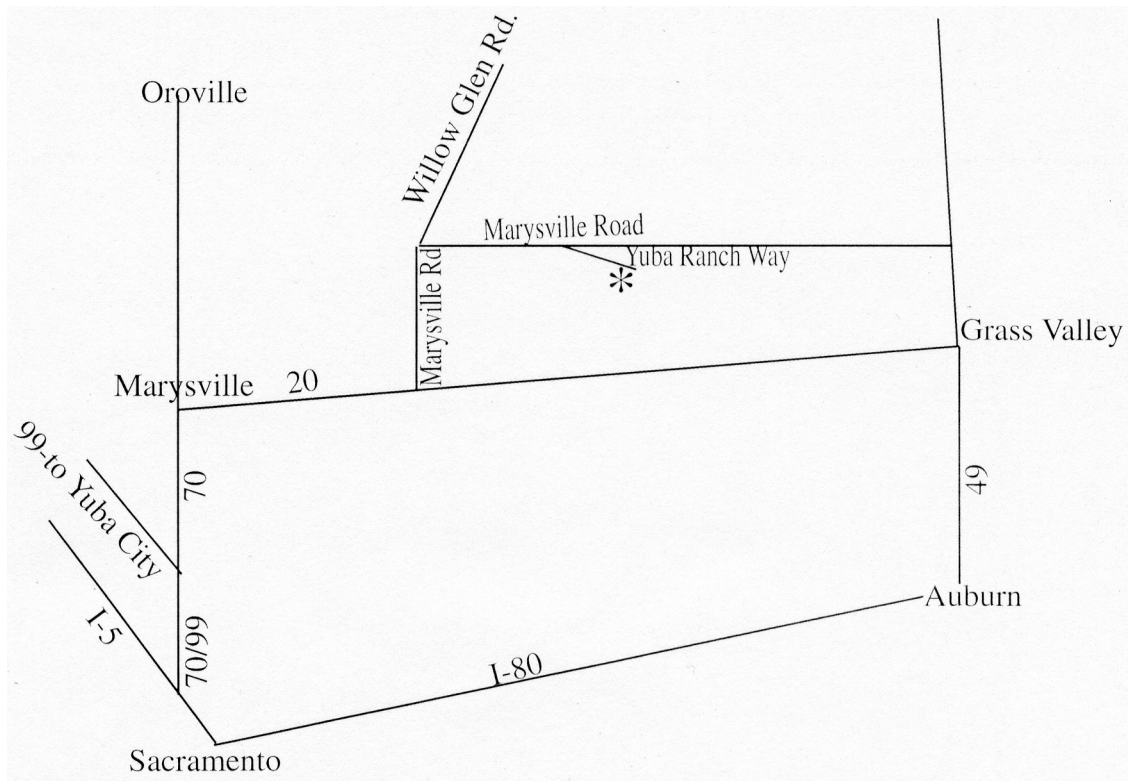 Willow Glen Rd.
Oroville
Marysville Road
Yuba Ranch Way
*
Marysville Rd
Grass Valley
Marysville
20
99-to Yuba City
70
49
Auburn
I-5
70/99
I-80
Sacramento